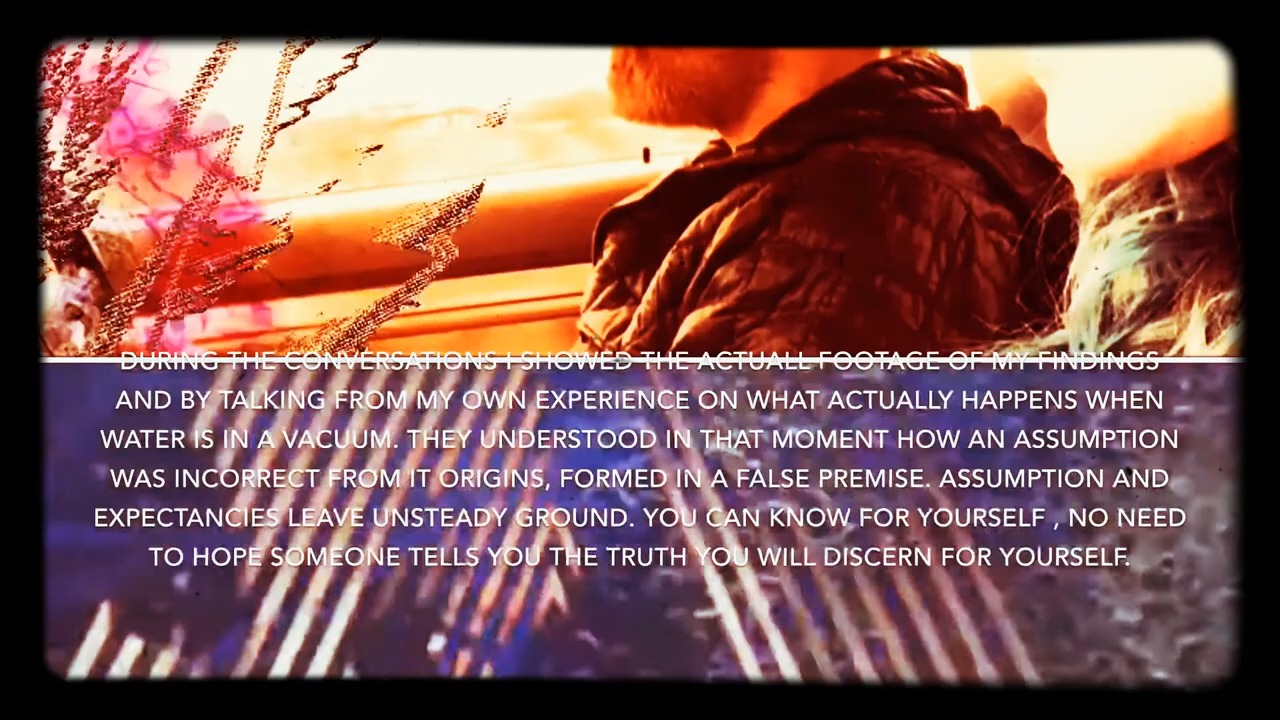 DURING THE CONVERSATIONS I SHOWED THE ACTUALL FOOTAGE OF MY FINDINGS
AND BY TALKING FROM MY OWN EXPERIENCE ON WHAT ACTUALLY HAPPENS WHEN
WATER IS IN A VACUUM. THEY UNDERSTOOD IN THAT MOMENT HOW AN ASSUMPTION
WAS INCORRECT FROM IT ORIGINS, FORMED IN A FALSE PREMISE. ASSUMPTION AND
EXPECTANCIES LEAVE UNSTEADY GROUND. YOU CAN KNOW FOR YOURSELF , NO NEED
TO HOPE SOMEONE TELLS YOU THE TRUTH YOU WILL DISCERN FOR YOURSELF.